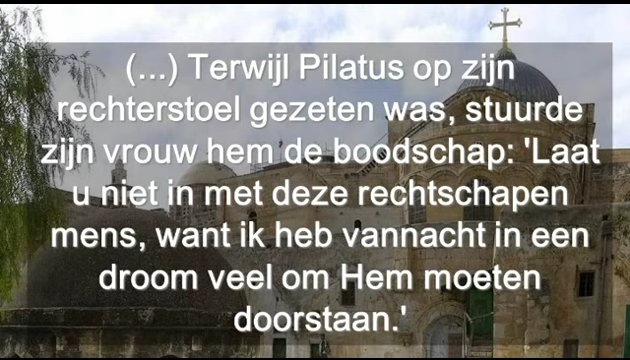 (...) Terwijl Pilatus op zijn
rechterstoel gezeten was, stuurde
zijn vrouw hem de boodschap: 'Laat
u niet in met deze rechtschapen
mens, want ik heb vannacht in een
droom veel om Hem moeten
doorstaan.'